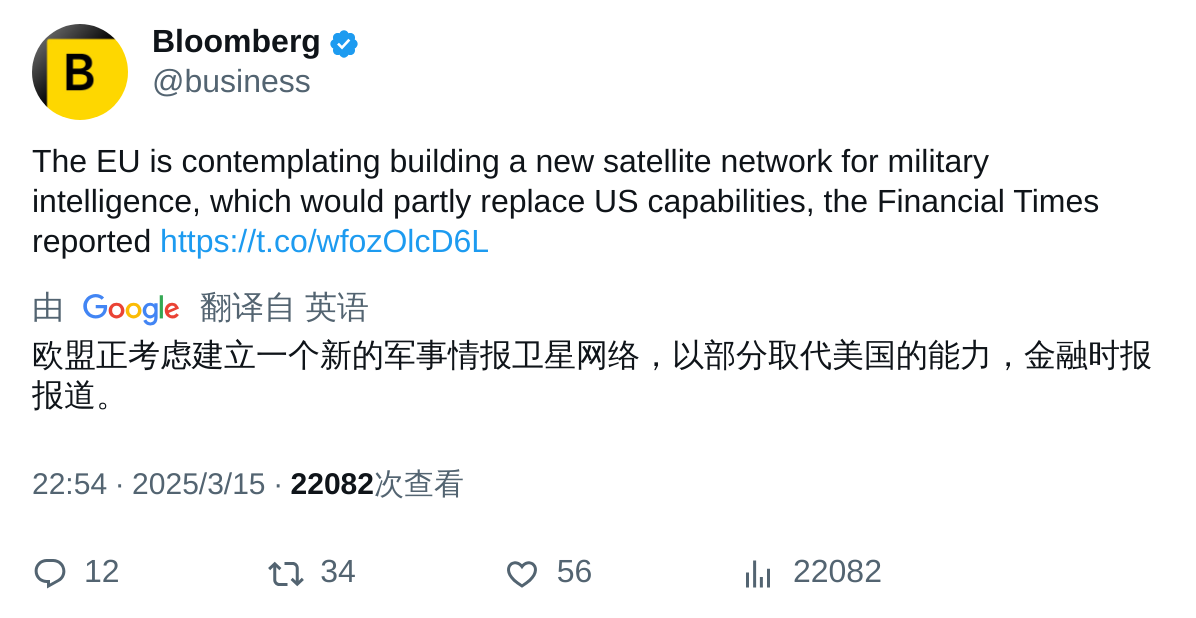 B
Bloomberg
@business
The EU is contemplating building a new satellite network for military
intelligence, which would partly replace US capabilities, the Financial Times
reported https://t.co/wfozOlcD6L
由 Google 翻译自 英语
欧盟正考虑建立一个新的军事情报卫星网络，以部分取代美国的能力，金融时报
报道。
22:54 · 2025/3/15 · 22082次查看
12 34 56 22082